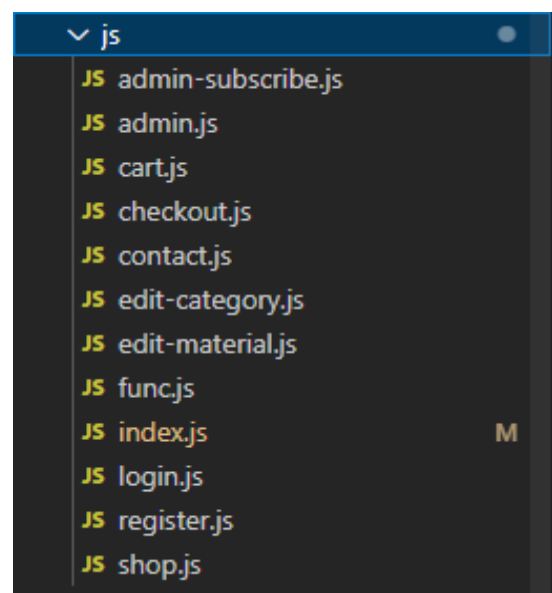 js
JS admin-subscribe.js
JS admin.js
JS cart.js
JS checkout.js
JS contact.js
JS edit-category.js
JS edit-material.js
JS func.js
JS index.js M
JS login.js
JS register.js
JS shop.js